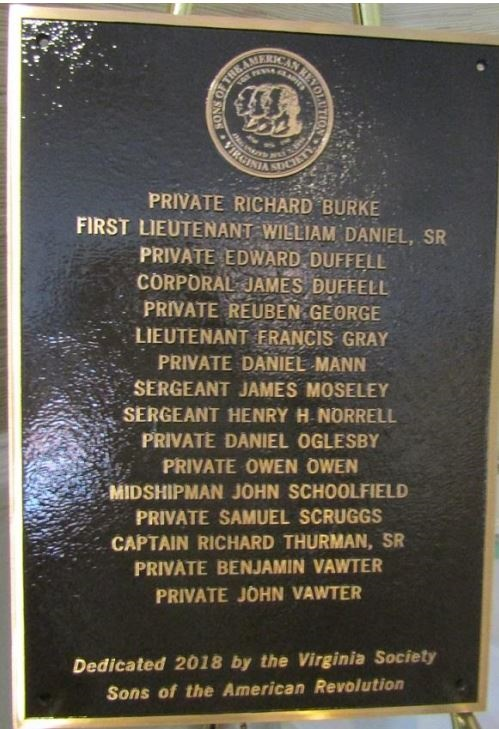 SONS OF THE AMERICAN REVOLUTION
VIRGINIA SOCIETY
PRIVATE RICHARD BURKE
FIRST LIEUTENANT WILLIAM DANIEL, SR
PRIVATE EDWARD DUFFELL
CORPORAL JAMES DUFFELL
PRIVATE REUBEN GEORGE
LIEUTENANT FRANCIS GRAY
PRIVATE DANIEL MANN
SERGEANT JAMES MOSELEY
SERGEANT HENRY H NORRELL
PRIVATE DANIEL OGLESBY
PRIVATE OWEN OWEN
MIDSHIPMAN JOHN SCHOOLFIELD
PRIVATE SAMUEL SCRUGGS
CAPTAIN RICHARD THURMAN, SR
PRIVATE BENJAMIN VAWTER
PRIVATE JOHN VAWTER
Dedicated 2018 by the Virginia Society
Sons of the American Revolution